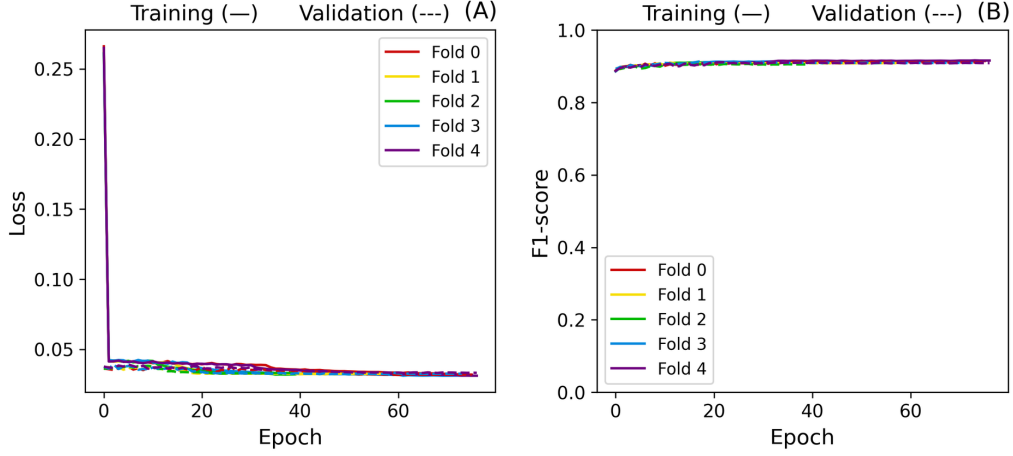 Training (—) Validation (---) (A)
0.25
0.20
0.15
0.10
0.05
Loss
Fold 0
Fold 1
Fold 2
Fold 3
Fold 4
0 20 40 60
Epoch
Training (—) Validation (---) (B)
1.0
0.8
0.6
0.4
0.2
0.0
F1-score
Fold 0
Fold 1
Fold 2
Fold 3
Fold 4
0 20 40 60
Epoch